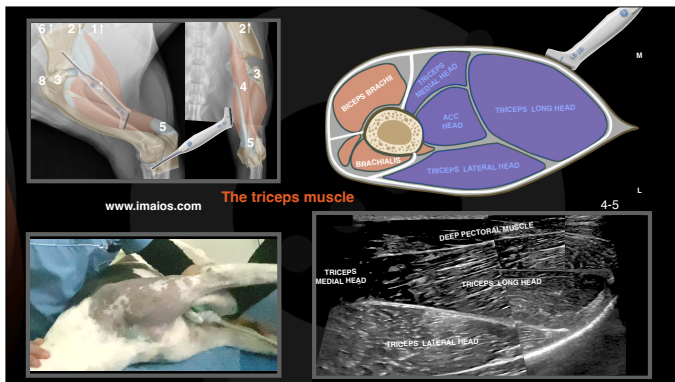 6↑ 2↑ 1↑
2↑
8 3
3
4
4
5
5
www.imaios.com
The triceps muscle
M
BICEPS BRACHII
TRICEPS
MEDIAL HEAD
ACC
HEAD
TRICEPS LONG HEAD
BRACHIALIS
TRICEPS LATERAL HEAD
L
4-5
DEEP PECTORAL MUSCLE
TRICEPS
MEDIAL HEAD
TRICEPS LONG HEAD
TRICEPS LATERAL HEAD